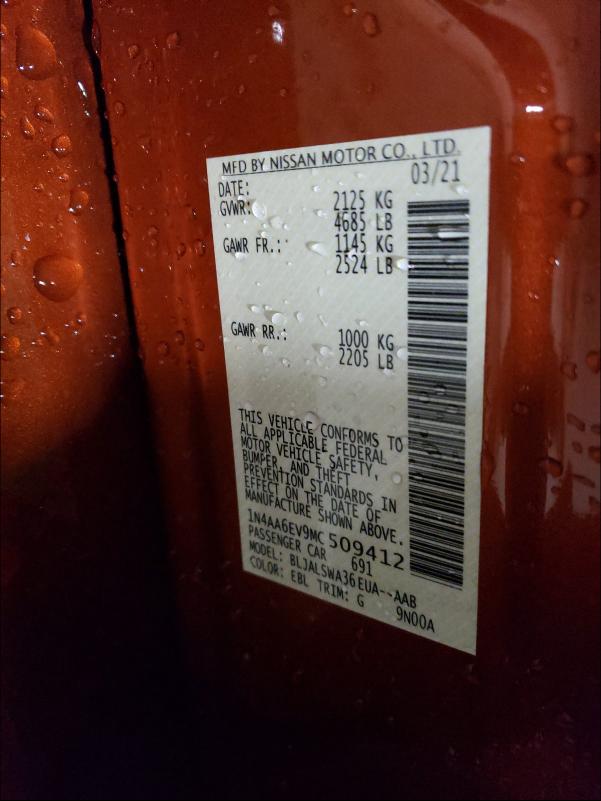 MFD BY NISSAN MOTOR CO., LTD.
DATE: 03/21
GVWR: 2125 KG
4685 LB
GAWR FR.: 1145 KG
2524 LB
GAWR RR.: 1000 KG
2205 LB
THIS VEHICLE CONFORMS TO
ALL APPLICABLE FEDERAL
MOTOR VEHICLE SAFETY,
BUMPER, AND THEFT
PREVENTION STANDARDS IN
EFFECT ON THE DATE OF
MANUFACTURE SHOWN ABOVE.
1N4AA6EV9MC 509412
PASSENGER CAR 691
MODEL: BLJALSWA36EUA--AAB
COLOR: EBL TRIM: G 9N00A